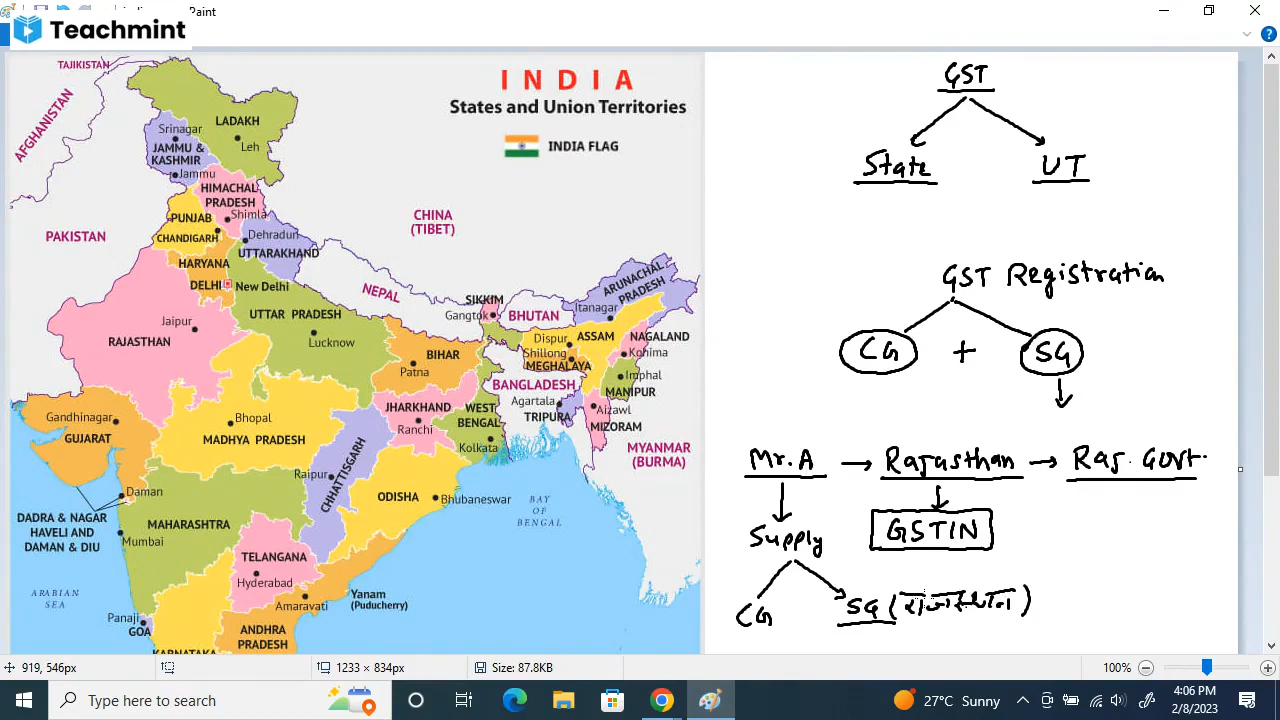 Paint
Teachmint
TAJIKISTAN
AFGHANISTAN
INDIA
States and Union Territories
INDIA FLAG
LADAKH
Leh
Srinagar
JAMMU &
KASHMIR
Jammu
HIMACHAL
PRADESH
Shimla
PUNJAB
CHANDIGARH
Dehradun
UTTARAKHAND
CHINA
(TIBET)
PAKISTAN
HARYANA
DELHI
New Delhi
NEPAL
SIKKIM
Gangtok
BHUTAN
ARUNACHAL
PRADESH
Itanagar
Jaipur
RAJASTHAN
UTTAR PRADESH
Lucknow
BIHAR
Patna
Dispur
ASSAM
NAGALAND
Kohima
Shillong
MEGHALAYA
Imphal
MANIPUR
BANGLADESH
Agartala
TRIPURA
Aizawl
MIZORAM
MYANMAR
(BURMA)
Gandhinagar
GUJARAT
Bhopal
MADHYA PRADESH
JHARKHAND
Ranchi
WEST
BENGAL
Kolkata
Raipur
CHHATTISGARH
ODISHA
Bhubaneswar
BAY
OF
BENGAL
Daman
DADRA & NAGAR
HAVELI AND
DAMAN & DIU
MAHARASHTRA
Mumbai
TELANGANA
Hyderabad
ARABIAN
SEA
Amaravati
Yanam
(Puducherry)
Panaji
GOA
ANDHRA
PRADESH
KARNATAKA
GST
State UT
GST Registration
CG + SG
Mr.A → Rajasthan → Raj. Govt.
GSTIN
Supply
CG SG (
919, 546px
1233 × 834px
Size: 87.8KB
100%
Type here to search
27°C Sunny
4:06 PM
2/8/2023